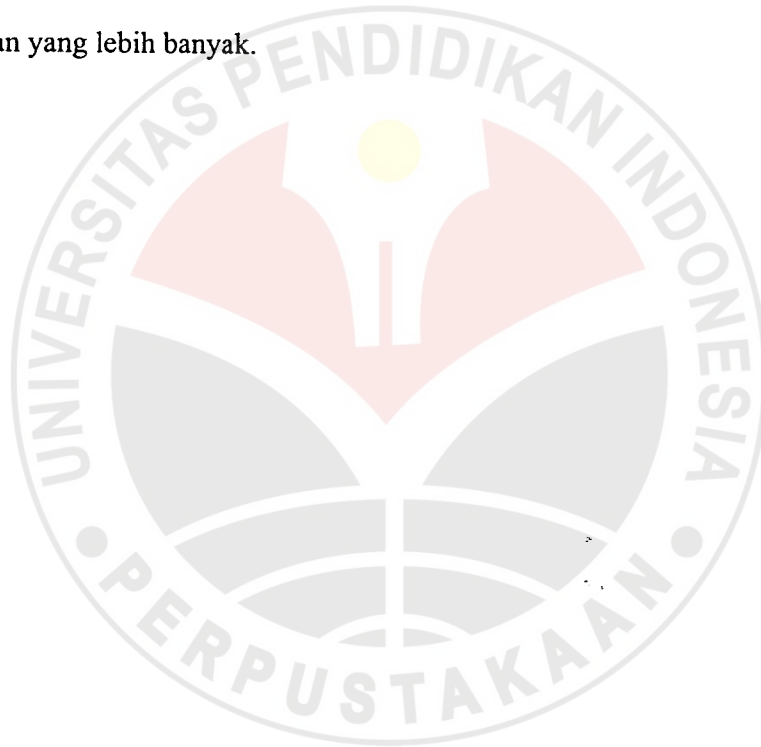 an yang lebih banyak.
UNIVERSITAS PENDIDIKAN INDONESIA
PERPUSTAKAAN